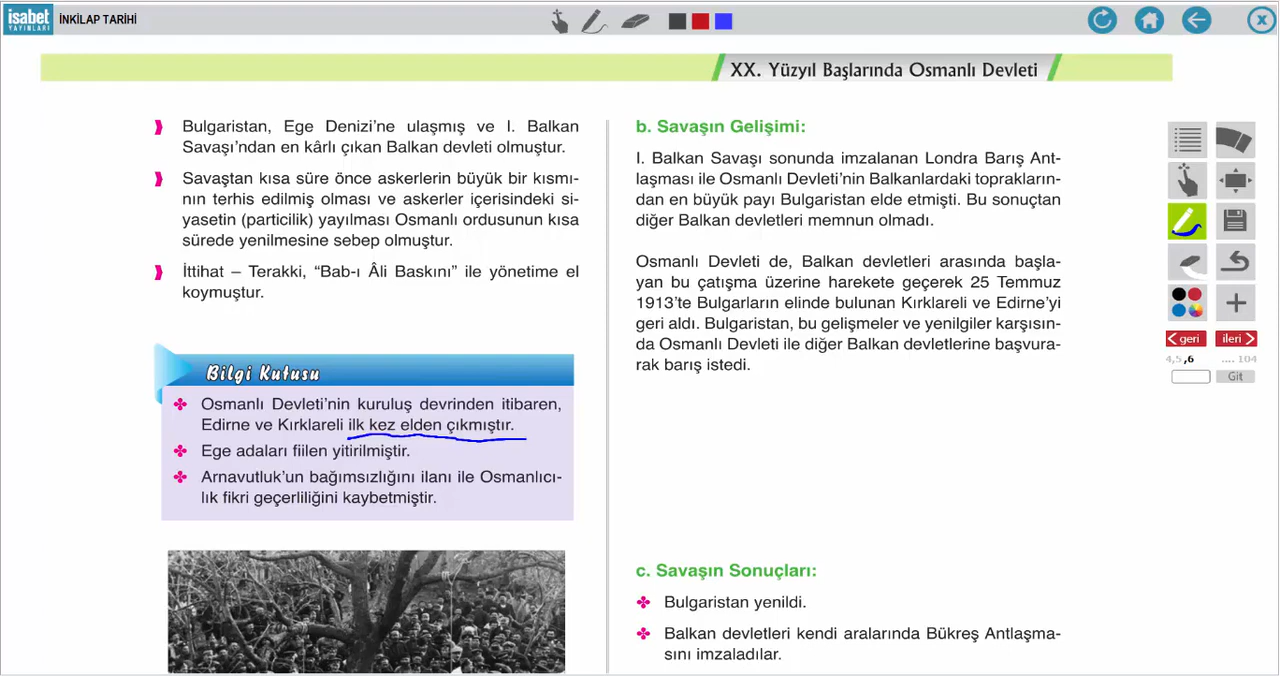 isabet
YAYINLARI
İNKİLAP TARİHİ
XX. Yüzyıl Başlarında Osmanlı Devleti
Bulgaristan, Ege Denizi’ne ulaşmış ve I. Balkan
Savaşı’ndan en kârlı çıkan Balkan devleti olmuştur.
Savaştan kısa süre önce askerlerin büyük bir kısmı-
nın terhis edilmiş olması ve askerler içerisindeki si-
yasetin (particilik) yayılması Osmanlı ordusunun kısa
sürede yenilmesine sebep olmuştur.
İttihat – Terakki, “Bab-ı Âli Baskını” ile yönetime el
koymuştur.
Bilgi Kutusu
Osmanlı Devleti’nin kuruluş devrinden itibaren,
Edirne ve Kırklareli ilk kez elden çıkmıştır.
Ege adaları fiilen yitirilmiştir.
Arnavutluk’un bağımsızlığını ilanı ile Osmanlıcı-
lık fikri geçerliliğini kaybetmiştir.
b. Savaşın Gelişimi:
I. Balkan Savaşı sonunda imzalanan Londra Barış Ant-
laşması ile Osmanlı Devleti’nin Balkanlardaki toprakların-
dan en büyük payı Bulgaristan elde etmişti. Bu sonuçtan
diğer Balkan devletleri memnun olmadı.
Osmanlı Devleti de, Balkan devletleri arasında başla-
yan bu çatışma üzerine harekete geçerek 25 Temmuz
1913’te Bulgarların elinde bulunan Kırklareli ve Edirne’yi
geri aldı. Bulgaristan, bu gelişmeler ve yenilgiler karşısın-
da Osmanlı Devleti ile diğer Balkan devletlerine başvura-
rak barış istedi.
c. Savaşın Sonuçları:
Bulgaristan yenildi.
Balkan devletleri kendi aralarında Bükreş Antlaşma-
sını imzaladılar.
geri ileri
4,5,6 .... 104
Git